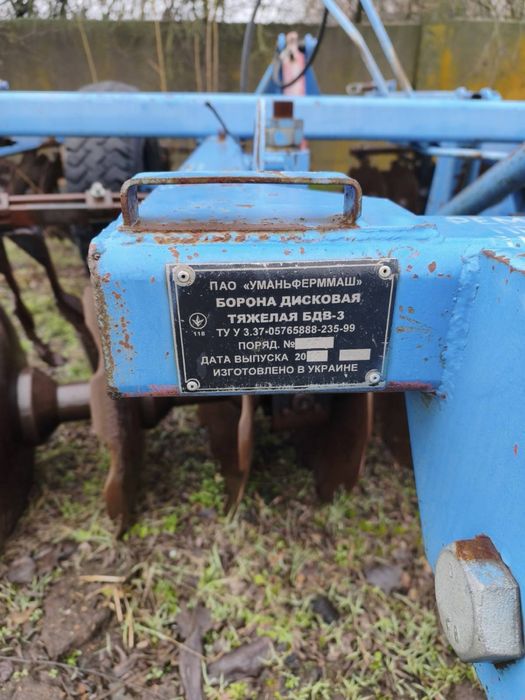 ПАО «УМАНЬФЕРММАШ»
БОРОНА ДИСКОВАЯ
ТЯЖЕЛАЯ БДВ-3
ТУ У 3.37-05765888-235-99
118
ПОРЯД. №
ДАТА ВЫПУСКА 20
ИЗГОТОВЛЕНО В УКРАИНЕ